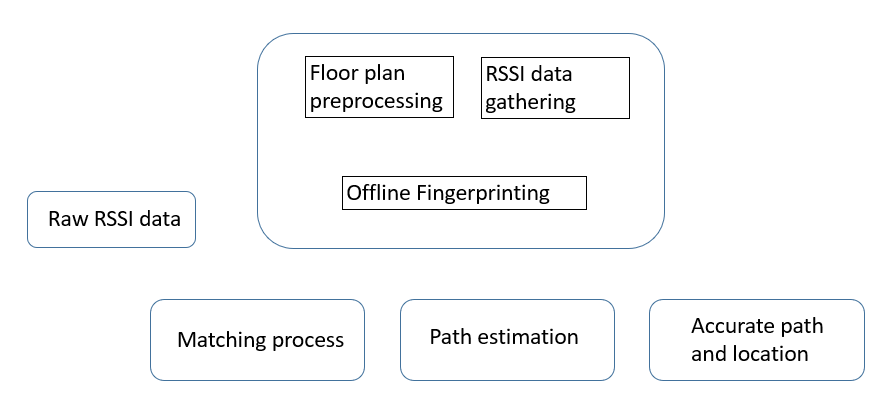 Floor plan
preprocessing
RSSI data
gathering
Offline Fingerprinting
Raw RSSI data
Matching process
Path estimation
Accurate path
and location